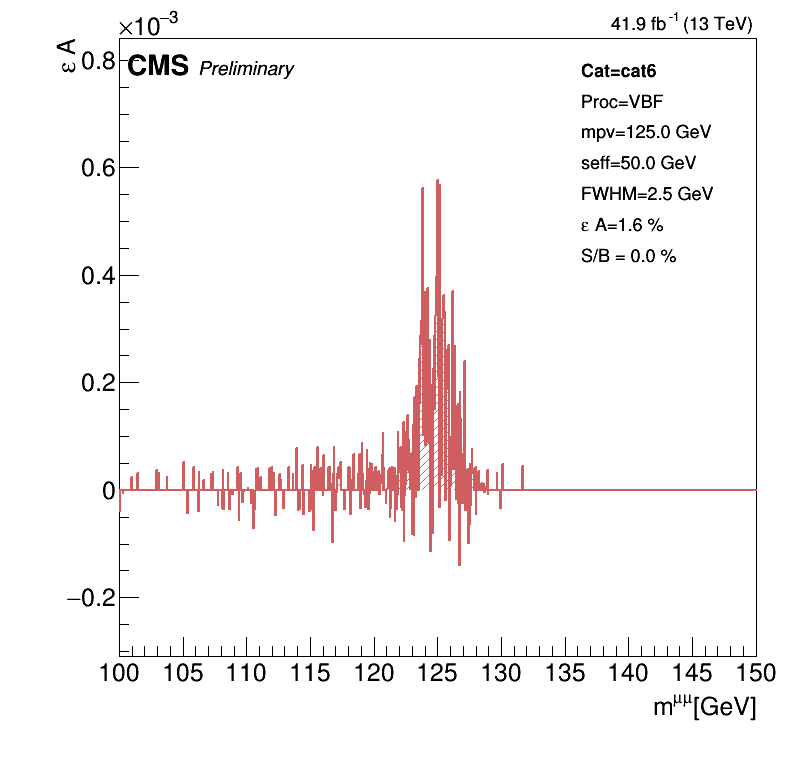 ×10⁻³
41.9 fb⁻¹ (13 TeV)
ε A
CMS Preliminary
Cat=cat6
Proc=VBF
mpv=125.0 GeV
seff=50.0 GeV
FWHM=2.5 GeV
ε A=1.6 %
S/B = 0.0 %
0.8
0.6
0.4
0.2
0
−0.2
100 105 110 115 120 125 130 135 140 145 150
m^μμ[GeV]